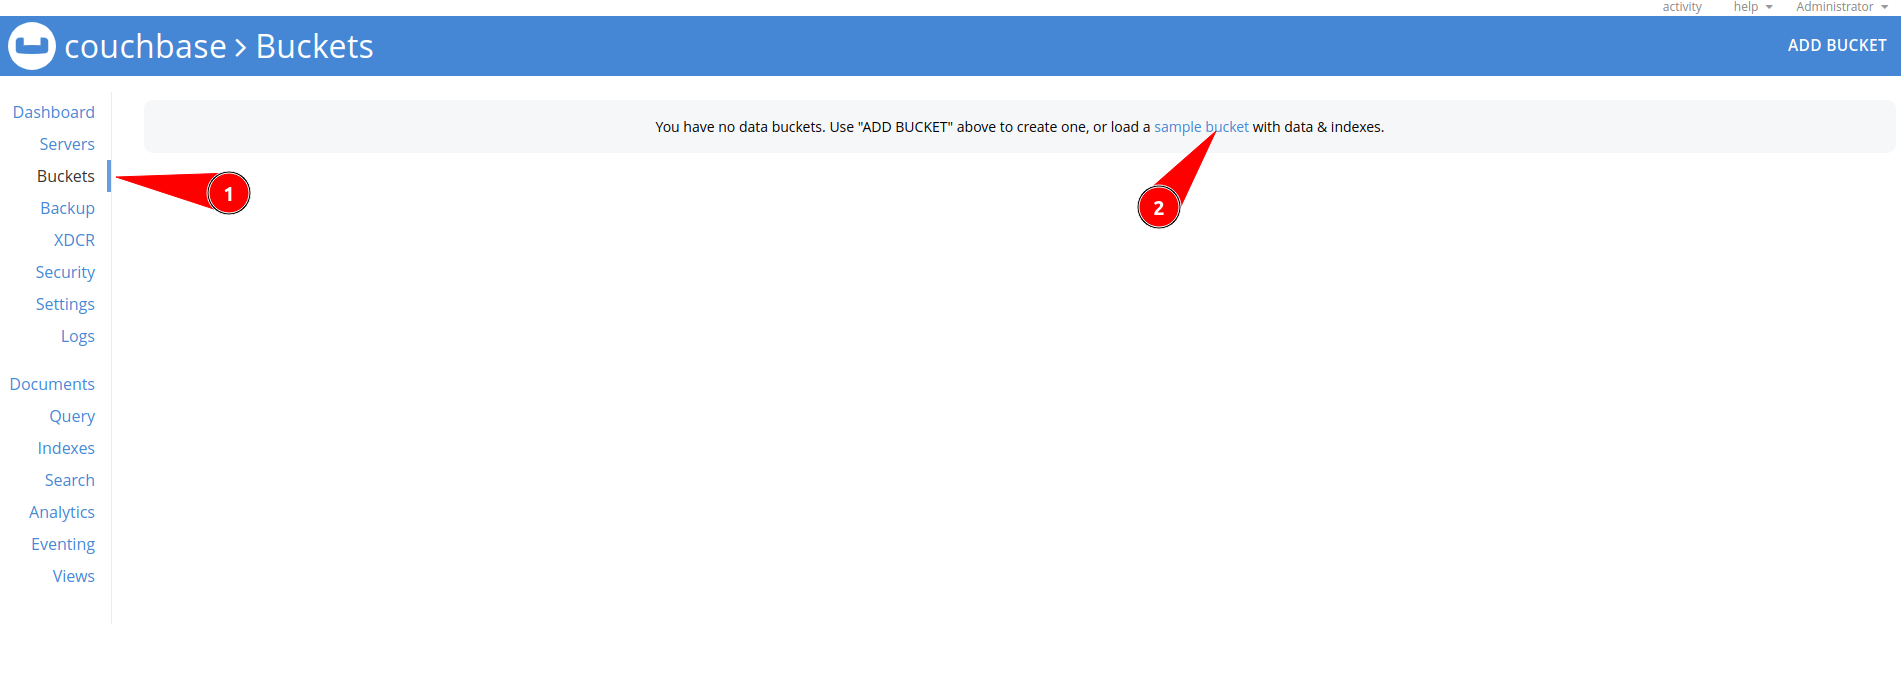 activity help Administrator
couchbase > Buckets ADD BUCKET
Dashboard
You have no data buckets. Use "ADD BUCKET" above to create one, or load a sample bucket with data & indexes.
Servers
Buckets
1
2
Backup
XDCR
Security
Settings
Logs
Documents
Query
Indexes
Search
Analytics
Eventing
Views